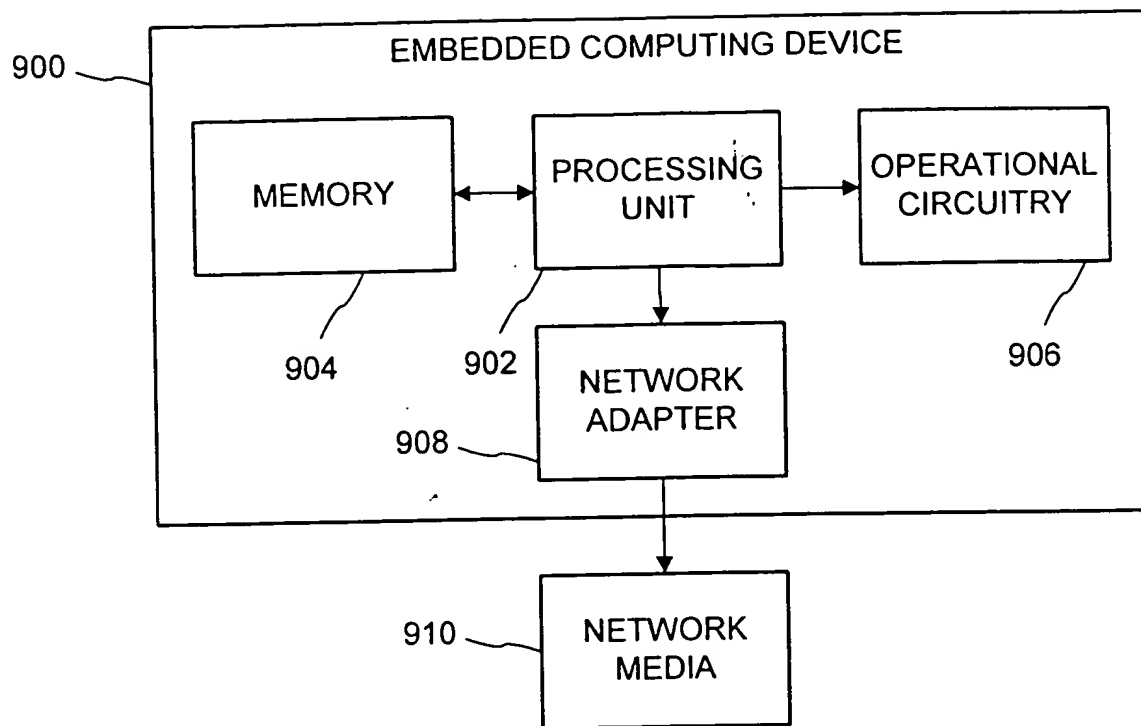 EMBEDDED COMPUTING DEVICE
900
MEMORY
PROCESSING
UNIT
OPERATIONAL
CIRCUITRY
904
902
906
NETWORK
ADAPTER
908
910
NETWORK
MEDIA